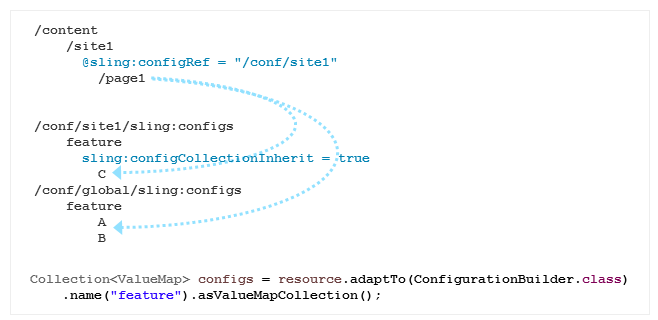 /content
/site1
@sling:configRef = "/conf/site1"
/page1
/conf/site1/sling:configs
feature
sling:configCollectionInherit = true
C
/conf/global/sling:configs
feature
A
B
Collection<ValueMap> configs = resource.adaptTo(ConfigurationBuilder.class)
.name("feature").asValueMapCollection();